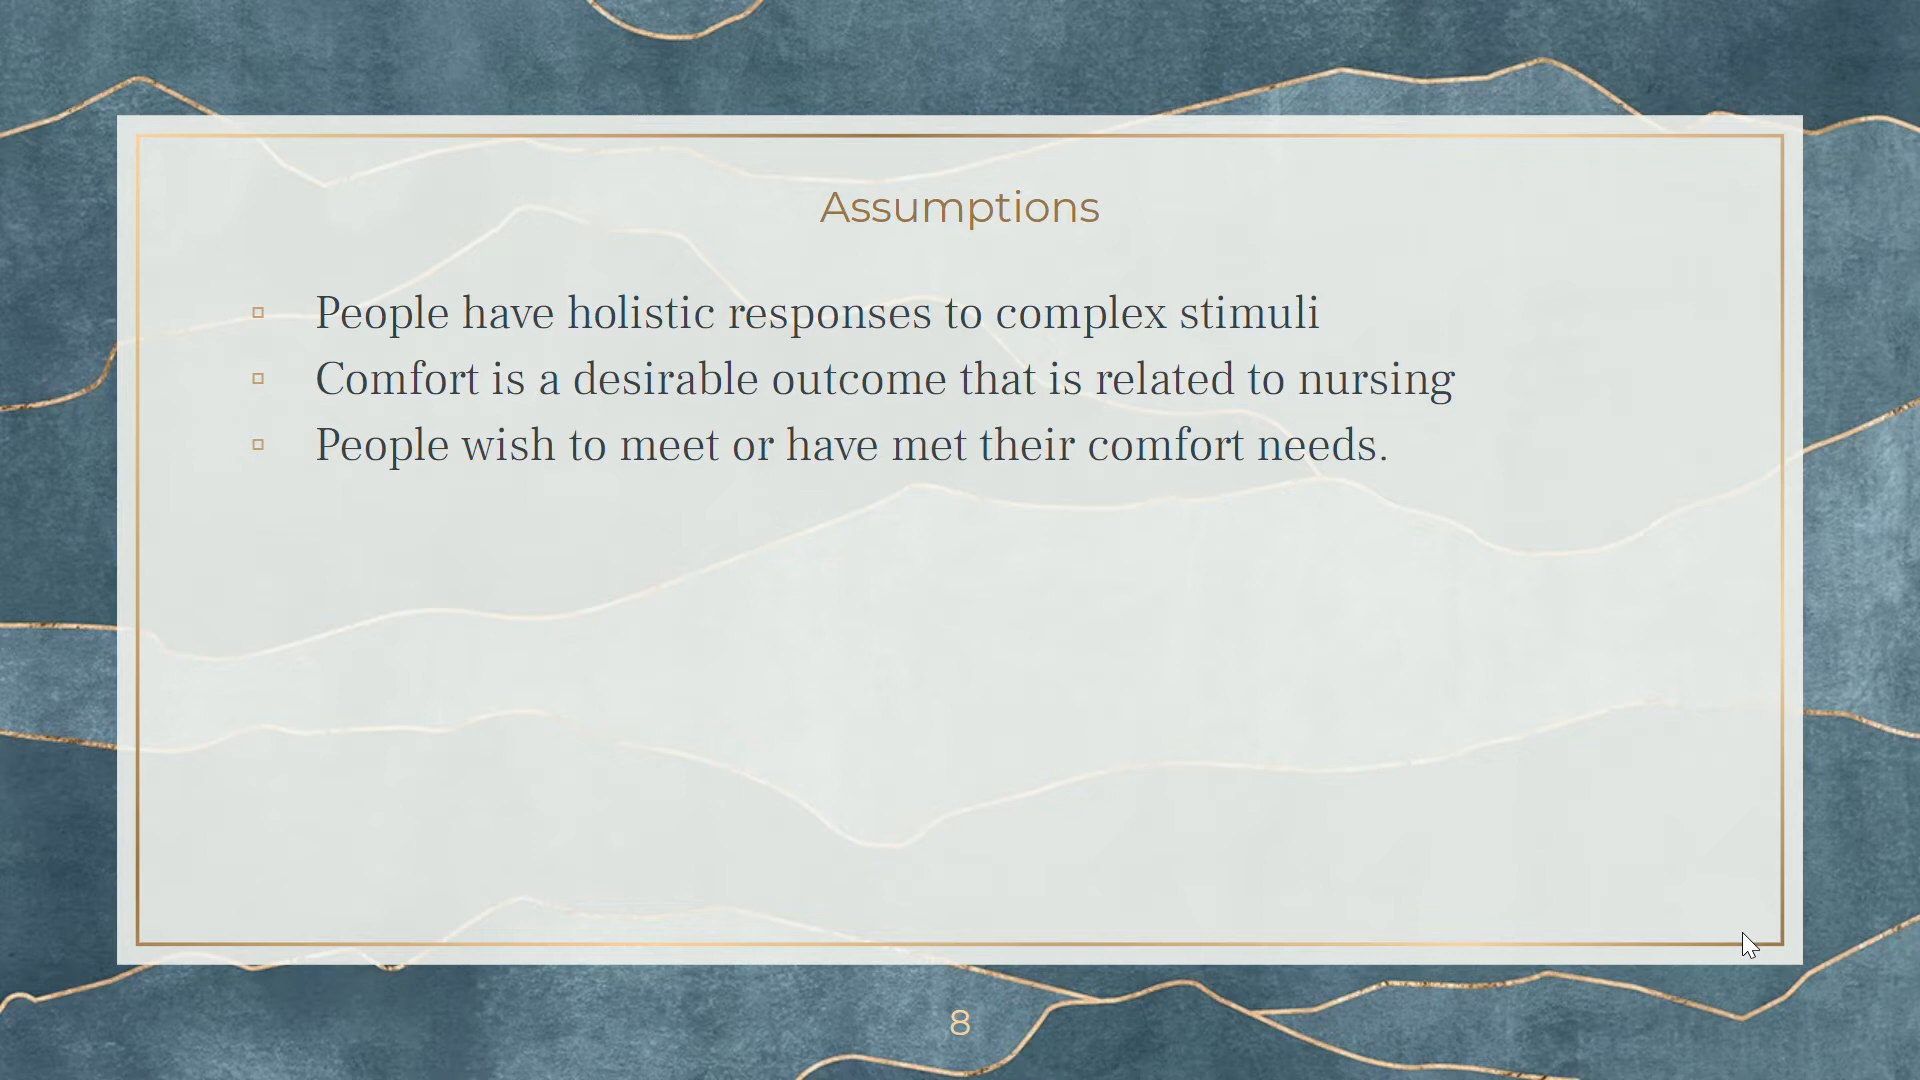 Assumptions
▫ People have holistic responses to complex stimuli
▫ Comfort is a desirable outcome that is related to nursing
▫ People wish to meet or have met their comfort needs.
8